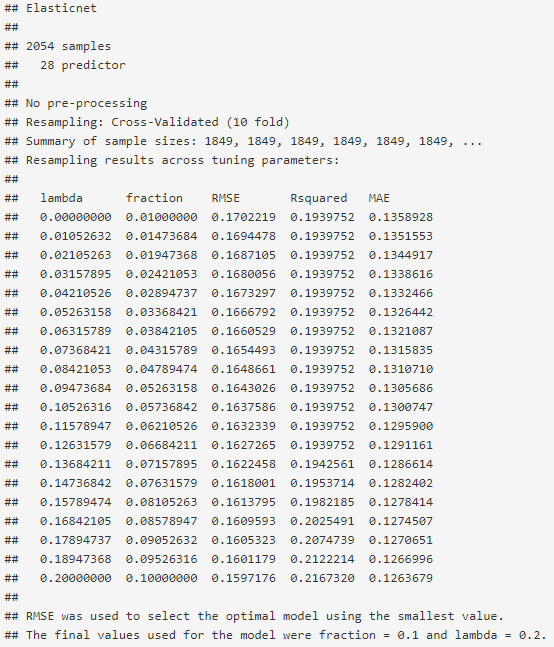 ## Elasticnet
##
## 2054 samples
##   28 predictor
##
## No pre-processing
## Resampling: Cross-Validated (10 fold)
## Summary of sample sizes: 1849, 1849, 1849, 1849, 1849, 1849, ...
## Resampling results across tuning parameters:
##
##   lambda      fraction    RMSE       Rsquared   MAE
##   0.00000000  0.01000000  0.1702219  0.1939752  0.1358928
##   0.01052632  0.01473684  0.1694478  0.1939752  0.1351553
##   0.02105263  0.01947368  0.1687105  0.1939752  0.1344917
##   0.03157895  0.02421053  0.1680056  0.1939752  0.1338616
##   0.04210526  0.02894737  0.1673297  0.1939752  0.1332466
##   0.05263158  0.03368421  0.1666792  0.1939752  0.1326442
##   0.06315789  0.03842105  0.1660529  0.1939752  0.1321087
##   0.07368421  0.04315789  0.1654493  0.1939752  0.1315835
##   0.08421053  0.04789474  0.1648661  0.1939752  0.1310710
##   0.09473684  0.05263158  0.1643026  0.1939752  0.1305686
##   0.10526316  0.05736842  0.1637586  0.1939752  0.1300747
##   0.11578947  0.06210526  0.1632339  0.1939752  0.1295900
##   0.12631579  0.06684211  0.1627265  0.1939752  0.1291161
##   0.13684211  0.07157895  0.1622458  0.1942561  0.1286614
##   0.14736842  0.07631579  0.1618001  0.1953714  0.1282402
##   0.15789474  0.08105263  0.1613795  0.1982185  0.1278414
##   0.16842105  0.08578947  0.1609593  0.2025491  0.1274507
##   0.17894737  0.09052632  0.1605323  0.2074739  0.1270651
##   0.18947368  0.09526316  0.1601179  0.2122214  0.1266996
##   0.20000000  0.10000000  0.1597176  0.2167320  0.1263679
##
## RMSE was used to select the optimal model using the smallest value.
## The final values used for the model were fraction = 0.1 and lambda = 0.2.